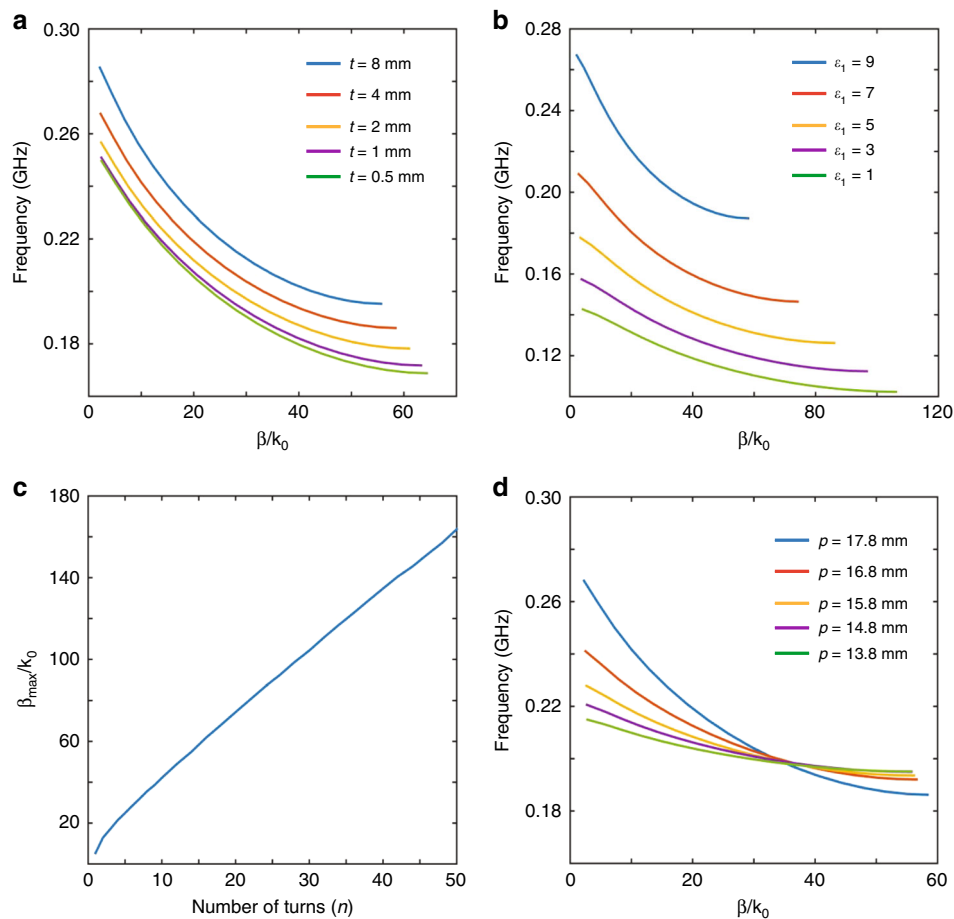 a
0.30
0.26
0.22
0.18
Frequency (GHz)
t = 8 mm
t = 4 mm
t = 2 mm
t = 1 mm
t = 0.5 mm
0 20 40 60
β/k₀
b
0.28
0.24
0.20
0.16
0.12
Frequency (GHz)
ε₁ = 9
ε₁ = 7
ε₁ = 5
ε₁ = 3
ε₁ = 1
0 40 80 120
β/k₀
c
180
140
100
60
20
βmax/k₀
0 10 20 30 40 50
Number of turns (n)
d
0.30
0.26
0.22
0.18
Frequency (GHz)
p = 17.8 mm
p = 16.8 mm
p = 15.8 mm
p = 14.8 mm
p = 13.8 mm
0 20 40 60
β/k₀